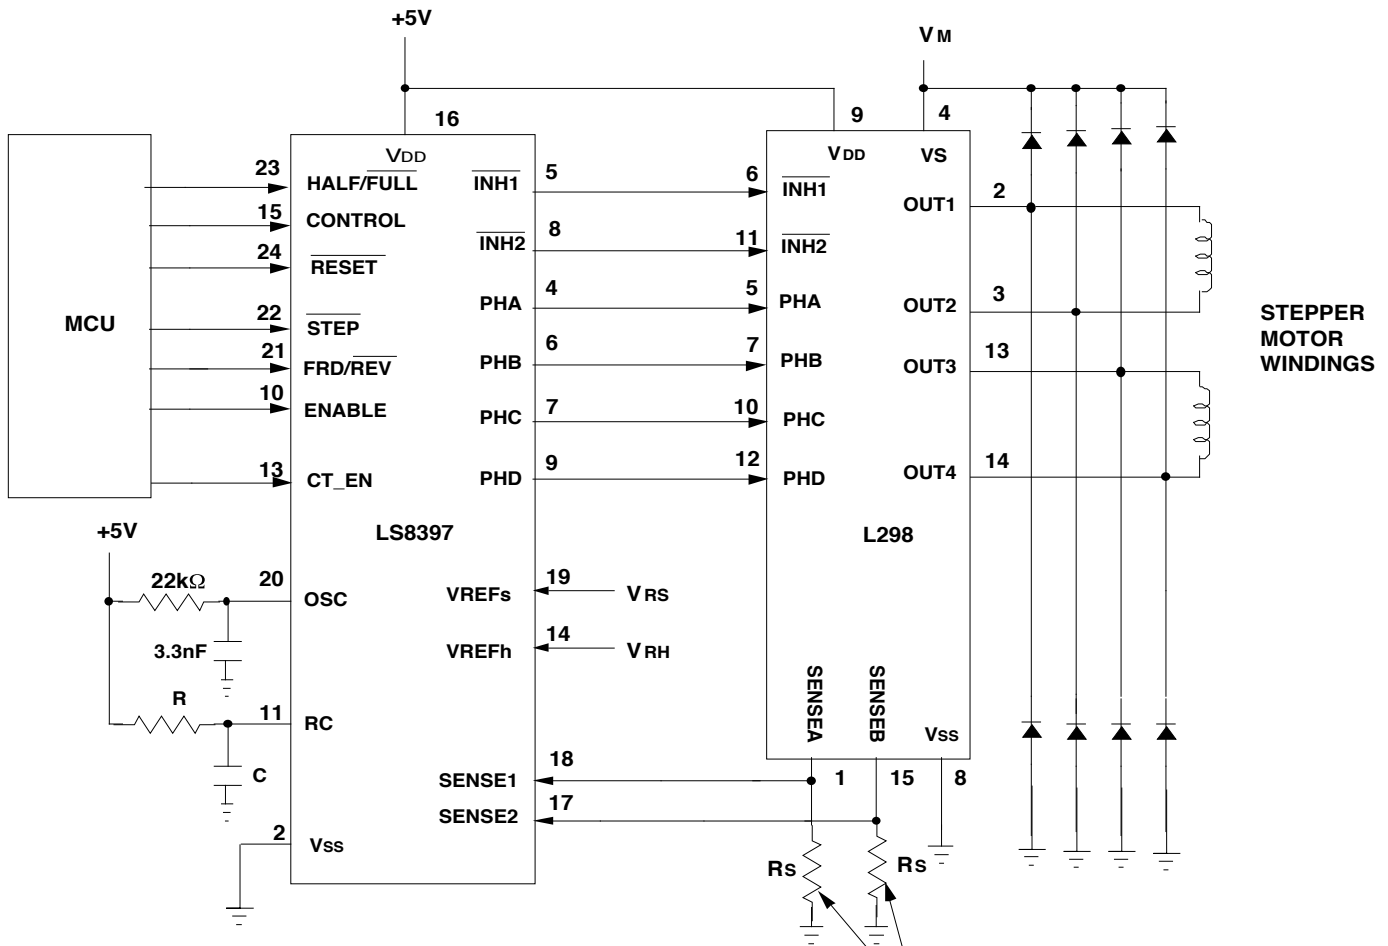 +5V
VM
16
9
4
VDD
VDD
VS
23
HALF/FULL
INH1
5
6
INH1
OUT1
2
15
CONTROL
INH2
8
11
INH2
24
RESET
PHA
4
5
PHA
OUT2
3
MCU
22
STEP
STEPPER
MOTOR
WINDINGS
21
FRD/REV
PHB
6
7
PHB
OUT3
13
10
ENABLE
PHC
7
10
PHC
13
CT_EN
PHD
9
12
PHD
OUT4
14
LS8397
L298
+5V
22kΩ
20
OSC
VREFs
19
VRS
3.3nF
VREFh
14
VRH
R
11
RC
SENSEA
SENSEB
VSS
C
SENSE1
18
1
15
8
SENSE2
17
2
VSS
RS
RS